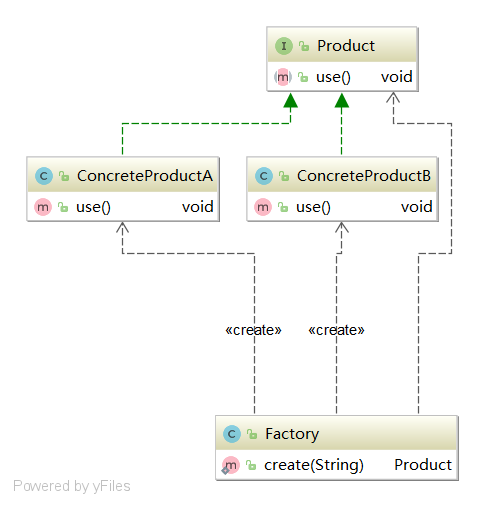 I Product
m use() void
C ConcreteProductA
m use() void
C ConcreteProductB
m use() void
«create»
«create»
C Factory
m create(String) Product
Powered by yFiles